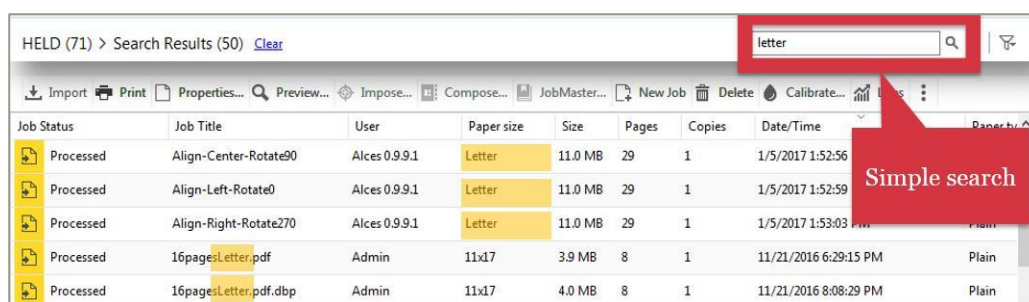 HELD (71) > Search Results (50) Clear letter
Import Print Properties... Preview... Impose... Compose... JobMaster... New Job Delete Calibrate...
Job Status Job Title User Paper size Size Pages Copies Date/Time
Processed Align-Center-Rotate90 Alces 0.9.9.1 Letter 11.0 MB 29 1 1/5/2017 1:52:56
Processed Align-Left-Rotate0 Alces 0.9.9.1 Letter 11.0 MB 29 1 1/5/2017 1:52:59
Simple search
Processed Align-Right-Rotate270 Alces 0.9.9.1 Letter 11.0 MB 29 1 1/5/2017 1:53:03 PM Plain
Processed 16pagesLetter.pdf Admin 11x17 3.9 MB 8 1 11/21/2016 6:29:15 PM Plain
Processed 16pagesLetter.pdf.dbp Admin 11x17 4.0 MB 8 1 11/21/2016 8:08:29 PM Plain